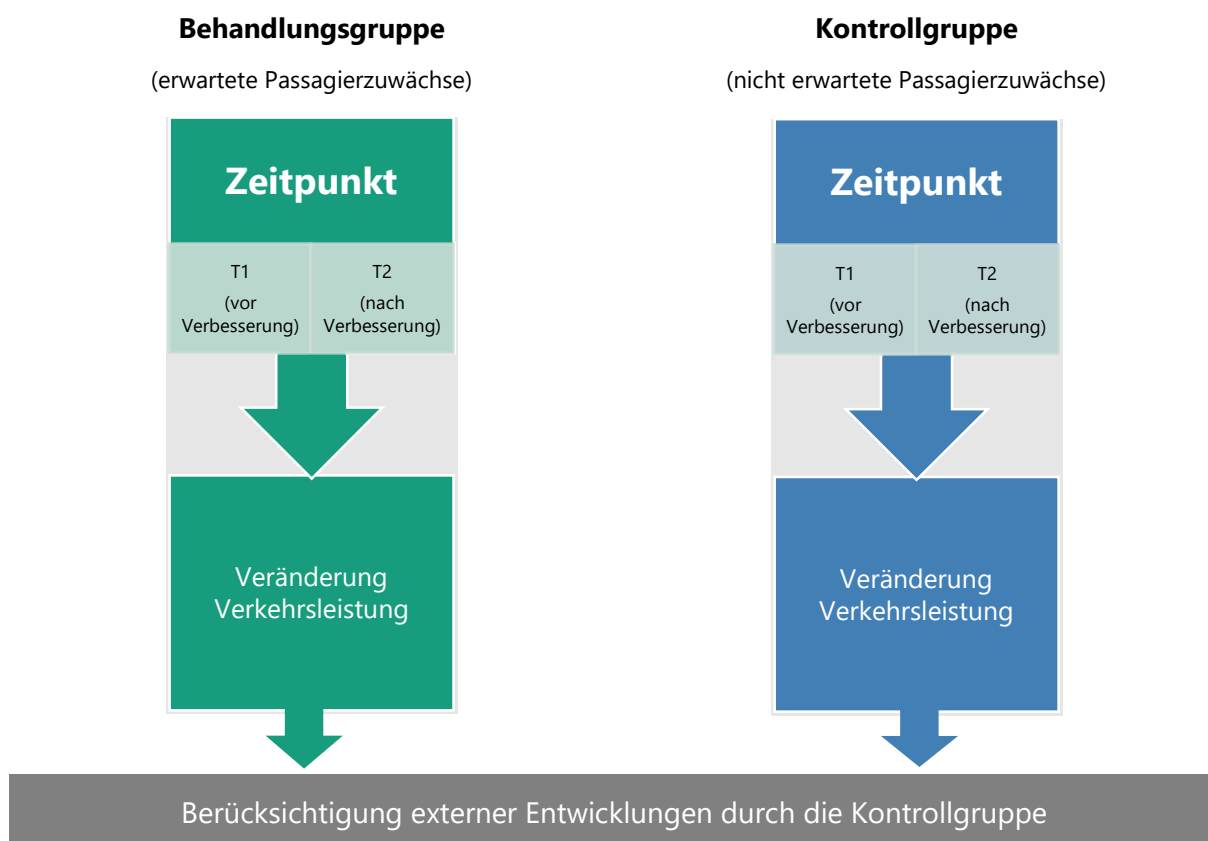 Behandlungsgruppe
(erwartete Passagierzuwächse)
Zeitpunkt
T1
(vor
Verbesserung)
T2
(nach
Verbesserung)
Veränderung
Verkehrsleistung
Kontrollgruppe
(nicht erwartete Passagierzuwächse)
Zeitpunkt
T1
(vor
Verbesserung)
T2
(nach
Verbesserung)
Veränderung
Verkehrsleistung
Berücksichtigung externer Entwicklungen durch die Kontrollgruppe